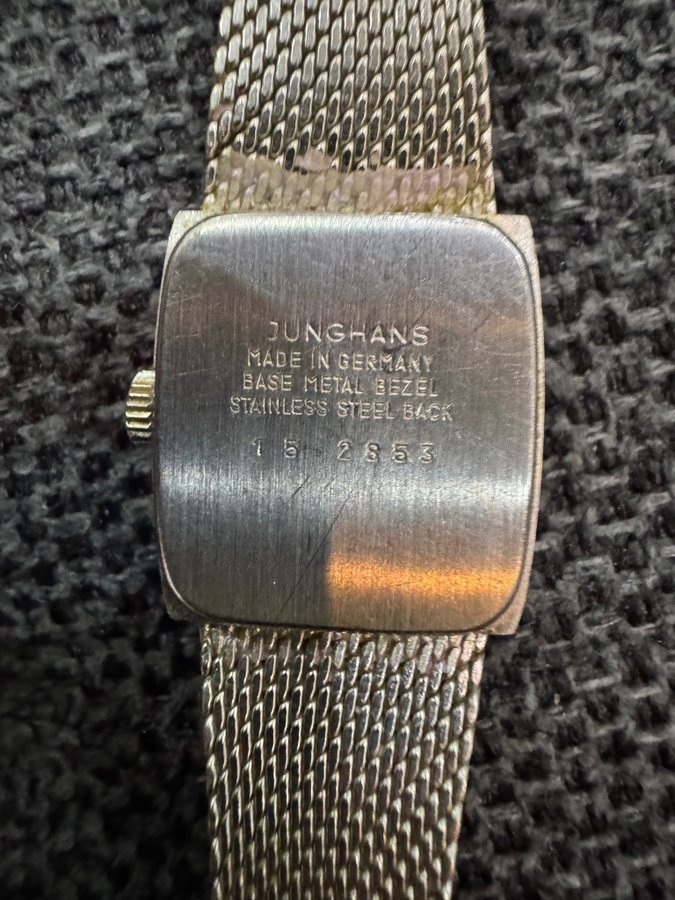 JUNGHANS
MADE IN GERMANY
BASE METAL BEZEL
STAINLESS STEEL BACK
15 2853